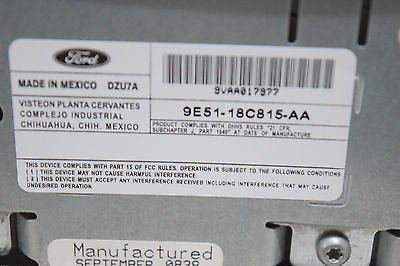 Ford
MADE IN MEXICO DZU7A
VISTEON PLANTA CERVANTES
COMPLEJO INDUSTRIAL
CHIHUAHUA, CHIH. MEXICO
9VAA017977
9E51-18C815-AA
PRODUCT COMPLIES WITH DHHS RULES "21 CFR,
SUBCHAPTER J, PART 1040" AT DATE OF MANUFACTURE
THIS DEVICE COMPLIES WITH PART 15 OF FCC RULES. OPERATION IS SUBJECT TO THE FOLLOWING CONDITIONS:
( 1 ) THIS DEVICE MAY NOT CAUSE HARMFUL INTERFERENCE.
( 2 ) THIS DEVICE MUST ACCEPT ANY INTERFERENCE RECEIVED, INCLUDING INTERFERENCE THAT MAY CAUSE
UNDESIRED OPERATION.
Manufactured
SEPTEMBER 0838